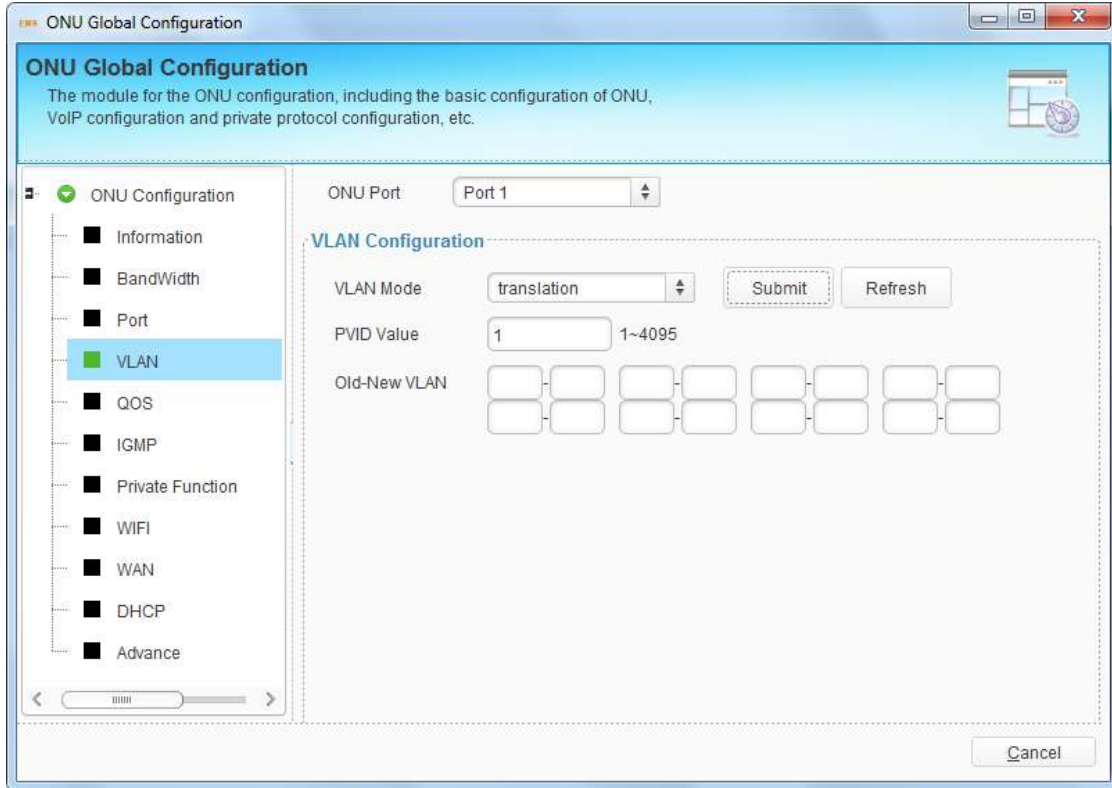 EMS ONU Global Configuration
ONU Global Configuration
The module for the ONU configuration, including the basic configuration of ONU,
VoIP configuration and private protocol configuration, etc.
ONU Configuration
Information
BandWidth
Port
VLAN
QOS
IGMP
Private Function
WIFI
WAN
DHCP
Advance
ONU Port Port 1
VLAN Configuration
VLAN Mode translation Submit Refresh
PVID Value 1 1~4095
Old-New VLAN - - - -
- - - -
Cancel